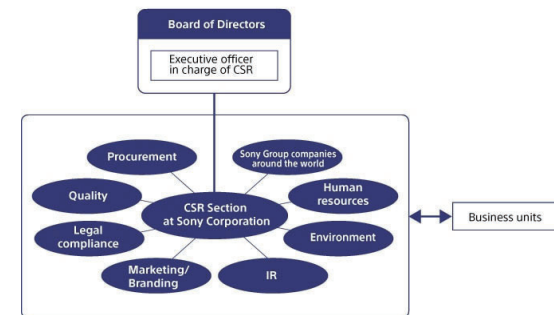 Board of Directors
Executive officer
in charge of CSR
Procurement
Sony Group companies
around the world
Quality
Human
resources
CSR Section
at Sony Corporation
Legal
compliance
Environment
Marketing/
Branding
IR
Business units